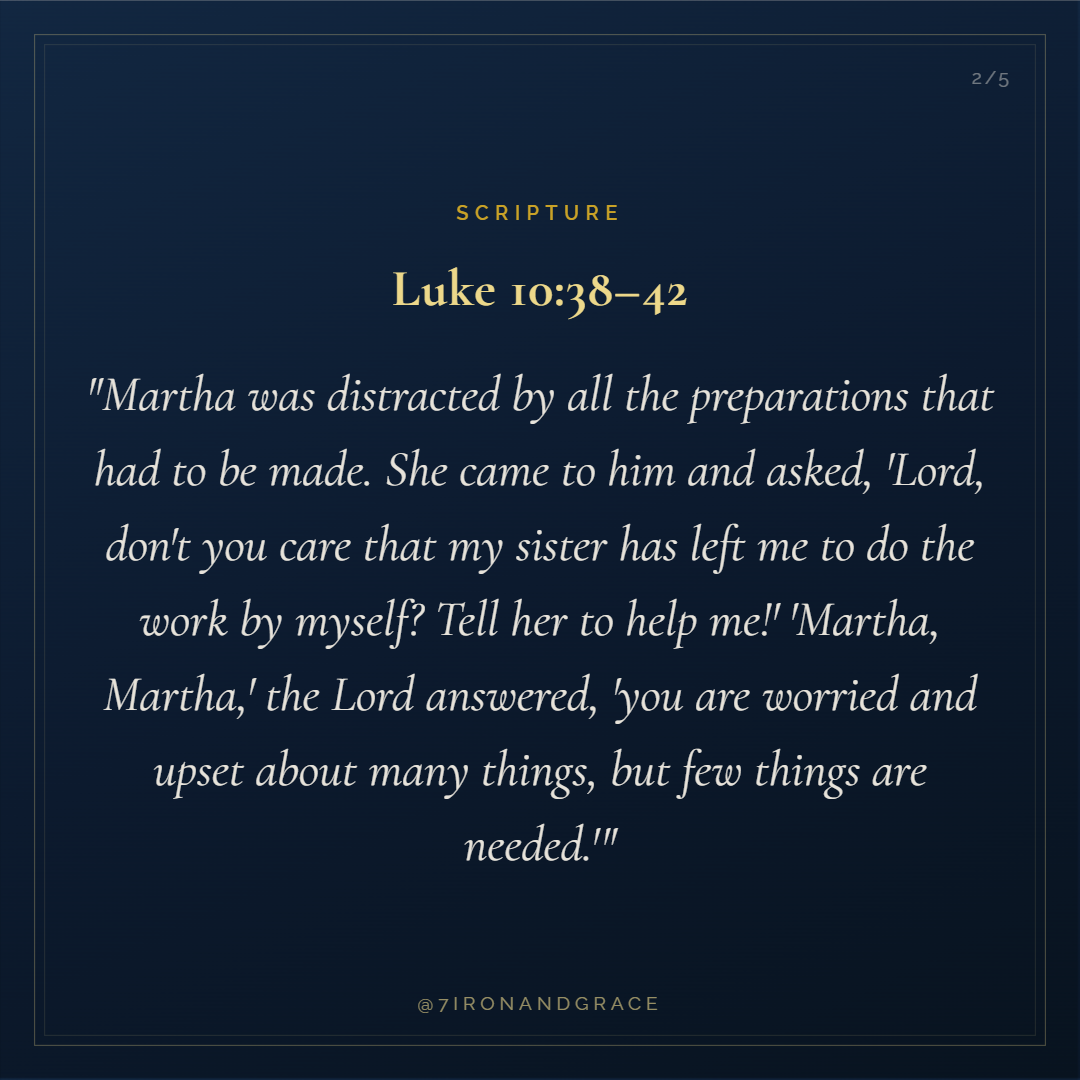 2/5
SCRIPTURE
Luke 10:38–42
"Martha was distracted by all the preparations that
had to be made. She came to him and asked, 'Lord,
don't you care that my sister has left me to do the
work by myself? Tell her to help me!' 'Martha,
Martha,' the Lord answered, 'you are worried and
upset about many things, but few things are
needed.'"
@7IRONANDGRACE